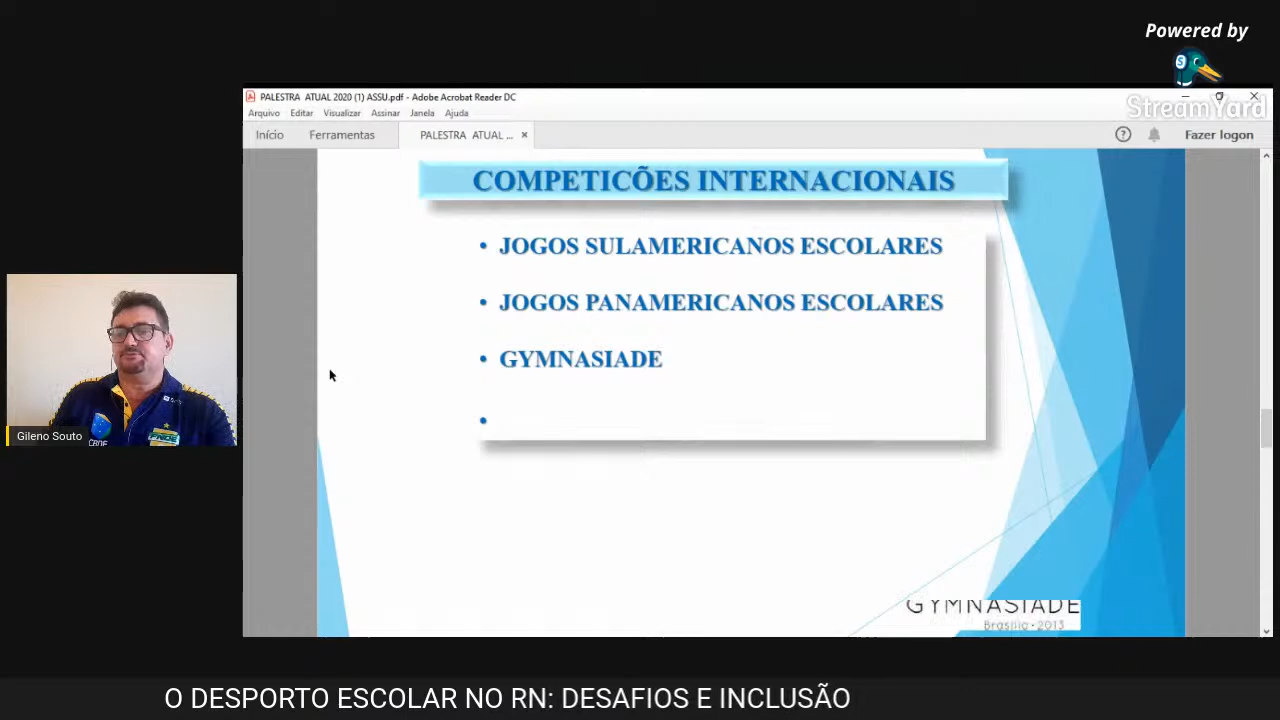 Powered by
S
StreamYard
PALESTRA ATUAL 2020 (1) ASSU.pdf - Adobe Acrobat Reader DC
Arquivo Editar Visualizar Assinar Janela Ajuda
Início Ferramentas PALESTRA ATUAL ... × ? Fazer logon
COMPETICÕES INTERNACIONAIS
• JOGOS SULAMERICANOS ESCOLARES
• JOGOS PANAMERICANOS ESCOLARES
• GYMNASIADE
•
GYMNASIADE
Brasília • 2013
Gileno Souto
CBDE
O DESPORTO ESCOLAR NO RN: DESAFIOS E INCLUSÃO